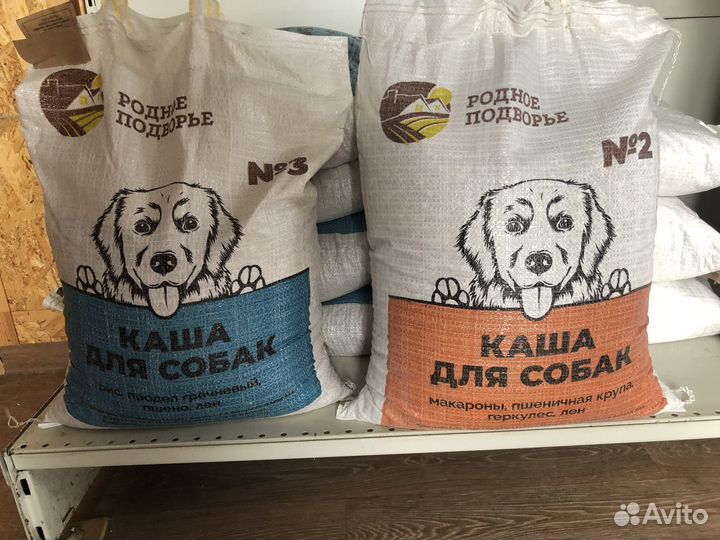 РОДНОЕ
ПОДВОРЬЕ
№3
КАША
ДЛЯ СОБАК
рис, продел гречневый,
пшено, лен
РОДНОЕ
ПОДВОРЬЕ
№2
КАША
ДЛЯ СОБАК
макароны, пшеничная крупа,
геркулес, лен
Avito